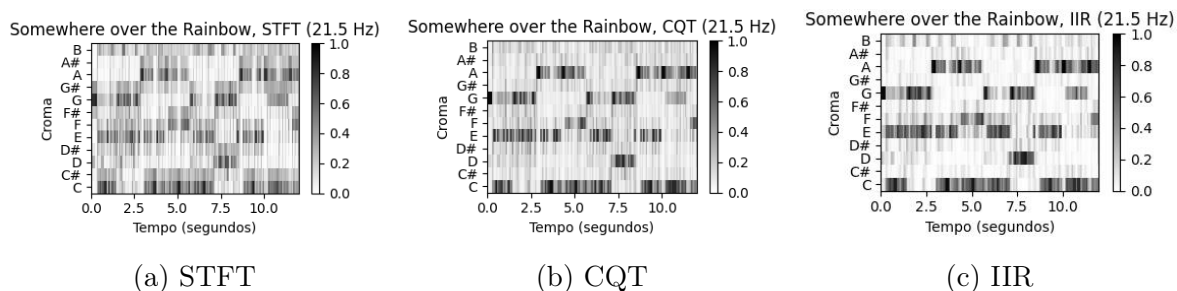 Somewhere over the Rainbow, STFT (21.5 Hz)
B
A#
A
G#
G
F#
F
E
D#
D
C#
C
Croma
0.0 2.5 5.0 7.5 10.0
Tempo (segundos)
1.0
0.8
0.6
0.4
0.2
0.0
(a) STFT
Somewhere over the Rainbow, CQT (21.5 Hz)
B
A#
A
G#
G
F#
F
E
D#
D
C#
C
Croma
0.0 2.5 5.0 7.5 10.0
Tempo (segundos)
1.0
0.8
0.6
0.4
0.2
0.0
(b) CQT
Somewhere over the Rainbow, IIR (21.5 Hz)
B
A#
A
G#
G
F#
F
E
D#
D
C#
C
Croma
0.0 2.5 5.0 7.5 10.0
Tempo (segundos)
1.0
0.8
0.6
0.4
0.2
0.0
(c) IIR